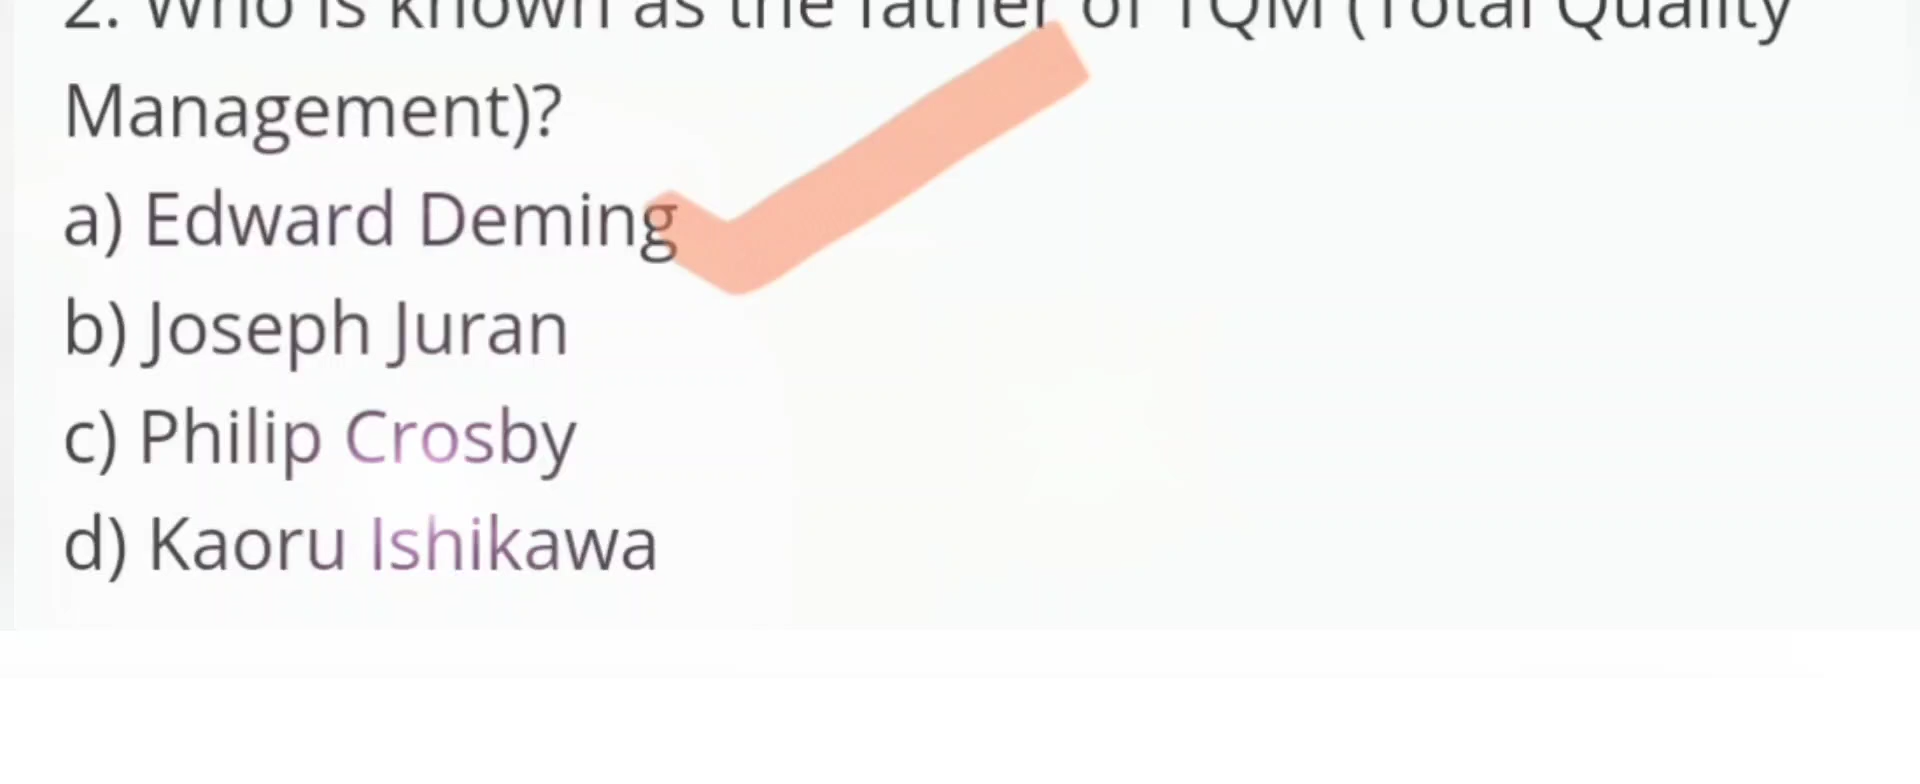 2. Who is known as the father of TQM (Total Quality
Management)?
a) Edward Deming
b) Joseph Juran
c) Philip Crosby
d) Kaoru Ishikawa